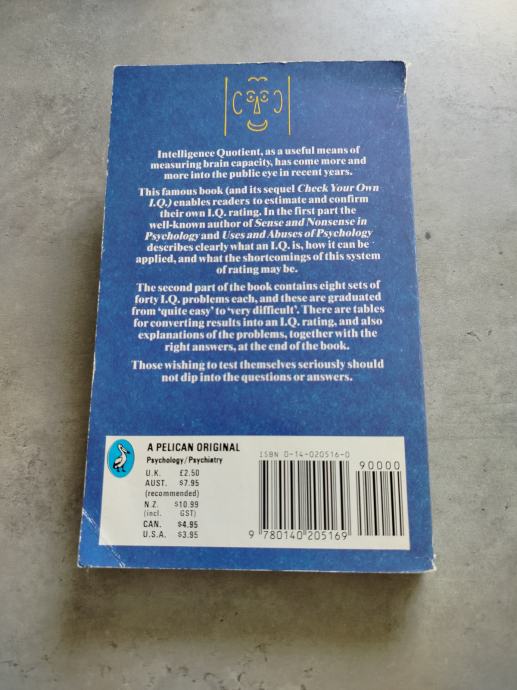 Intelligence Quotient, as a useful means of
measuring brain capacity, has come more and
more into the public eye in recent years.
This famous book (and its sequel Check Your Own
I.Q.) enables readers to estimate and confirm
their own I.Q. rating. In the first part the
well-known author of Sense and Nonsense in
Psychology and Uses and Abuses of Psychology
describes clearly what an I.Q. is, how it can be
applied, and what the shortcomings of this system
of rating may be.
The second part of the book contains eight sets of
forty I.Q. problems each, and these are graduated
from ‘quite easy’ to ‘very difficult’. There are tables
for converting results into an I.Q. rating, and also
explanations of the problems, together with the
right answers, at the end of the book.
Those wishing to test themselves seriously should
not dip into the questions or answers.
A PELICAN ORIGINAL
Psychology/Psychiatry
U.K. £2.50
AUST. $7.95
(recommended)
N.Z. $10.99
(incl. GST)
CAN. $4.95
U.S.A. $3.95
ISBN 0-14-020516-0
90000
9 780140 205169